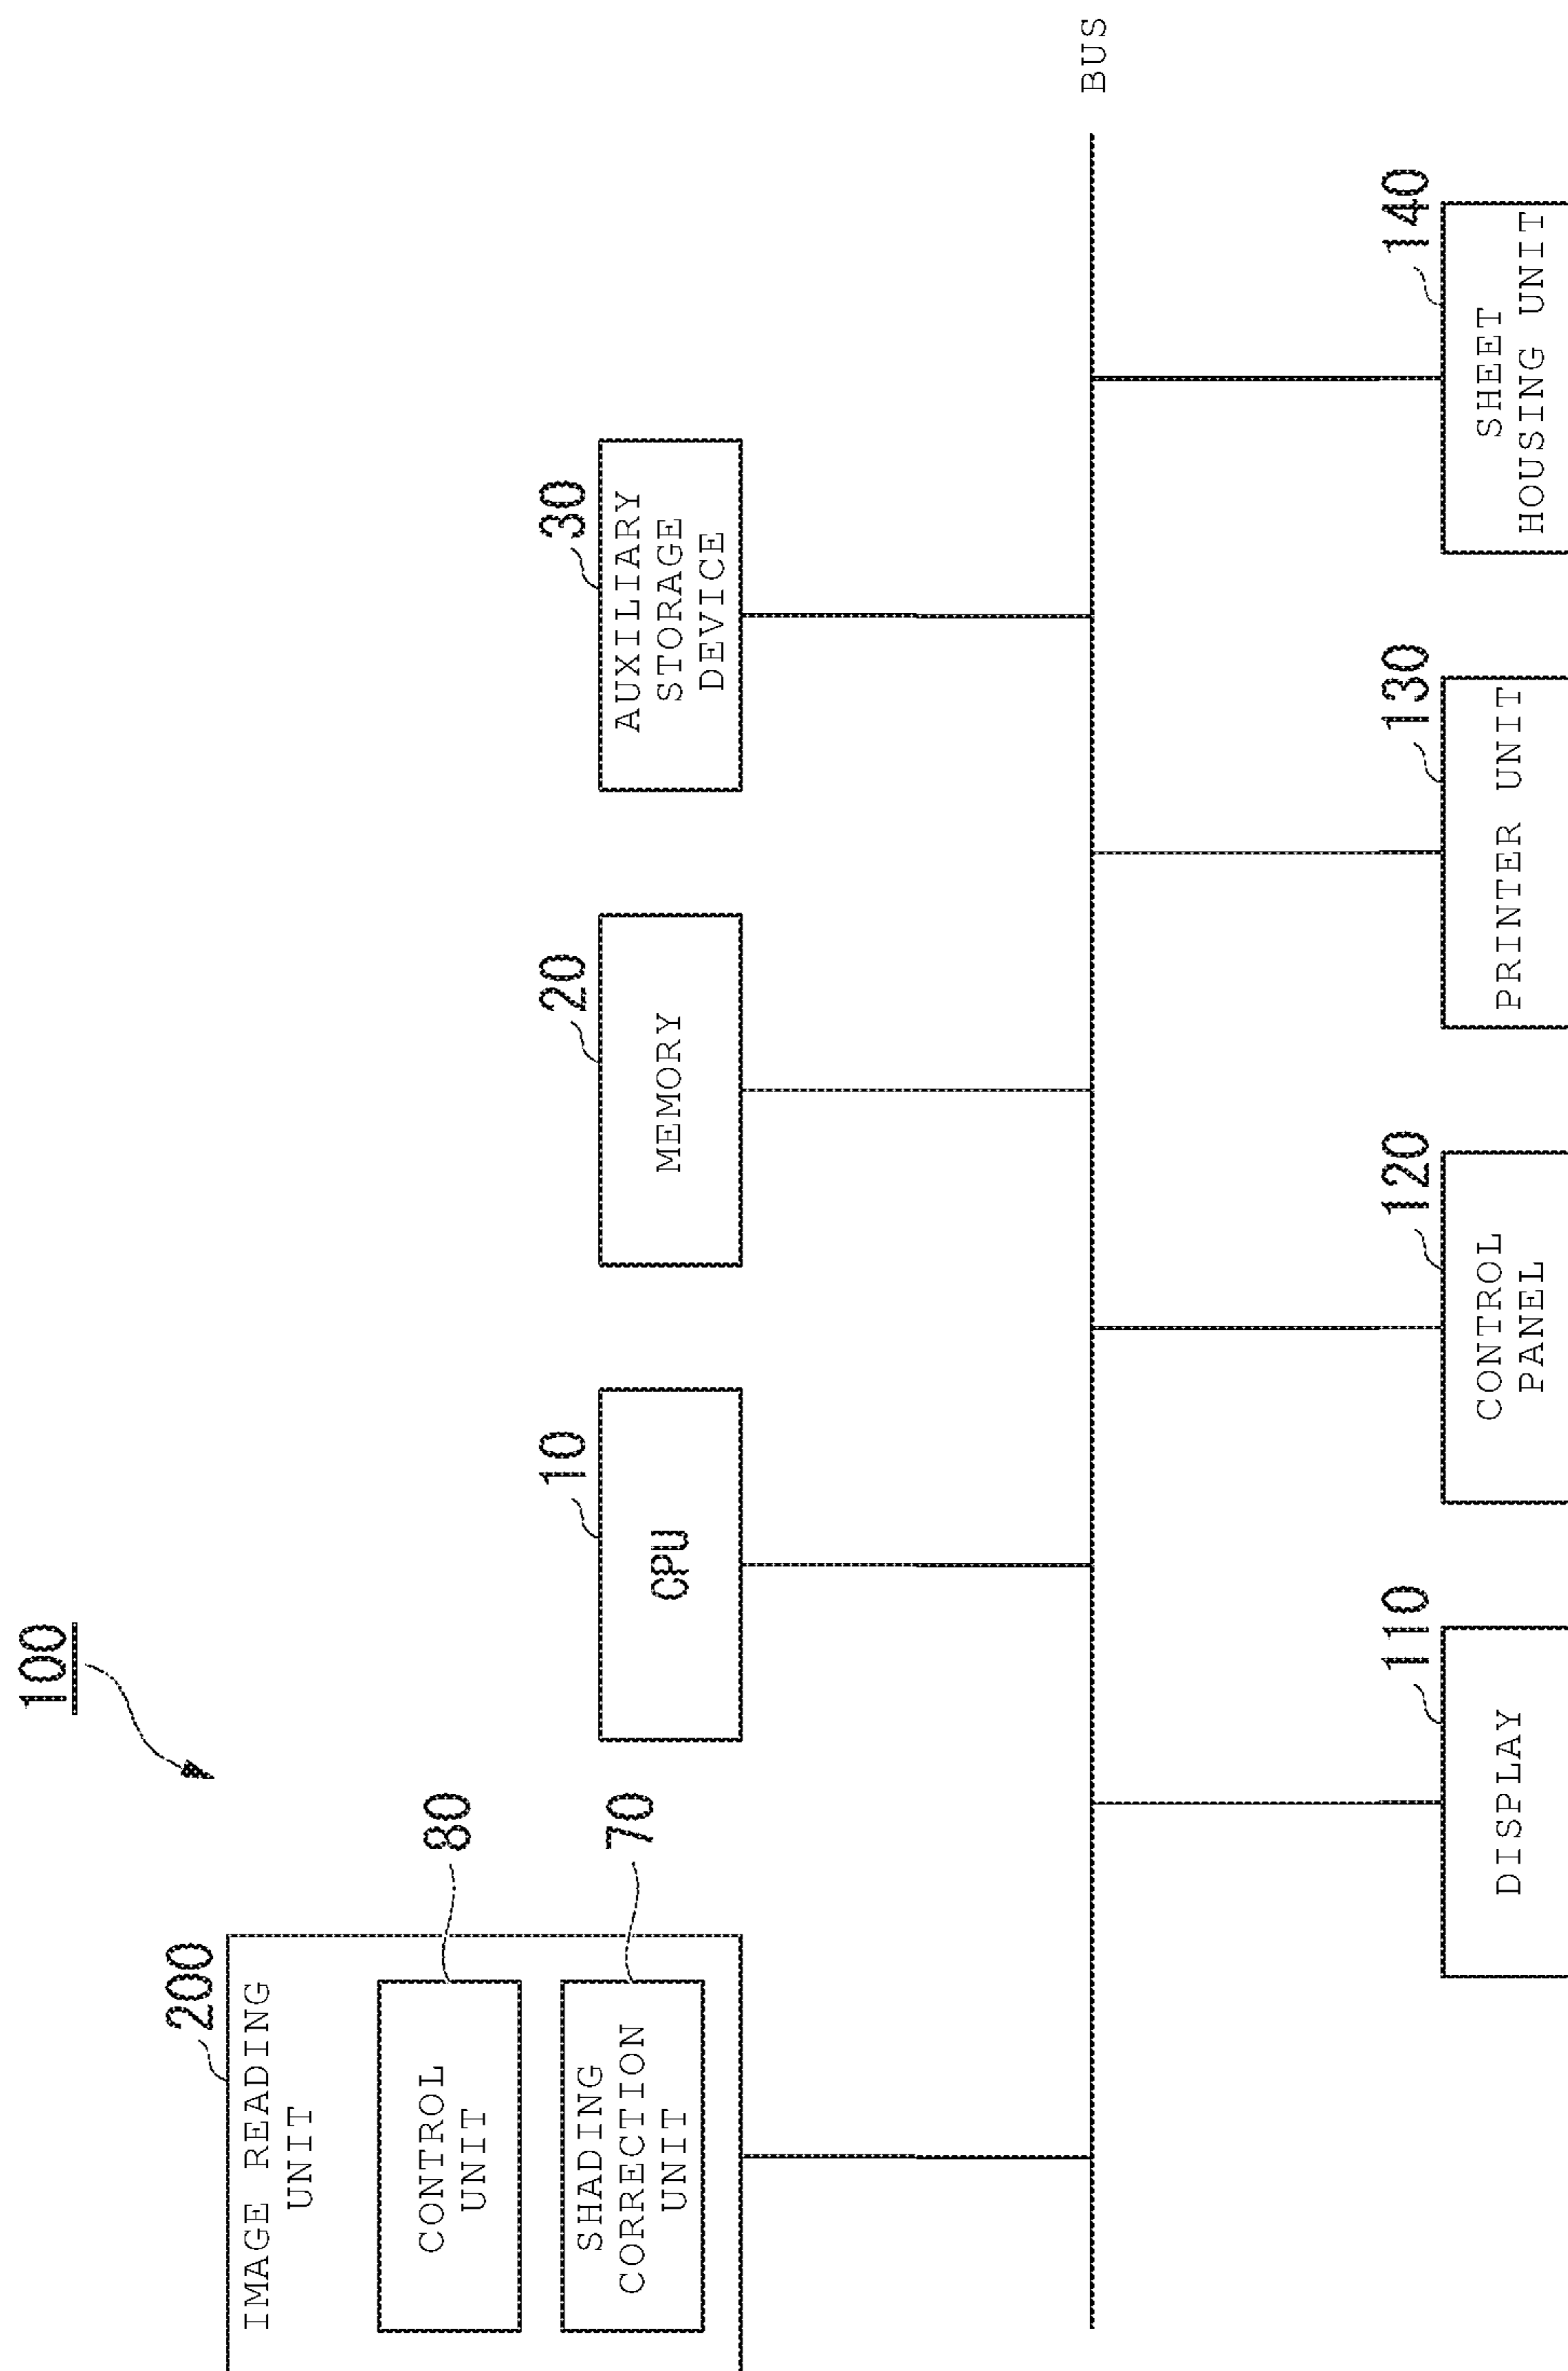 100
200
IMAGE READING
UNIT
CONTROL
UNIT
80
SHADING
CORRECTION
UNIT
70
10
CPU
20
MEMORY
30
AUXILIARY
STORAGE
DEVICE
BUS
110
DISPLAY
120
CONTROL
PANEL
130
PRINTER UNIT
140
SHEET
HOUSING UNIT